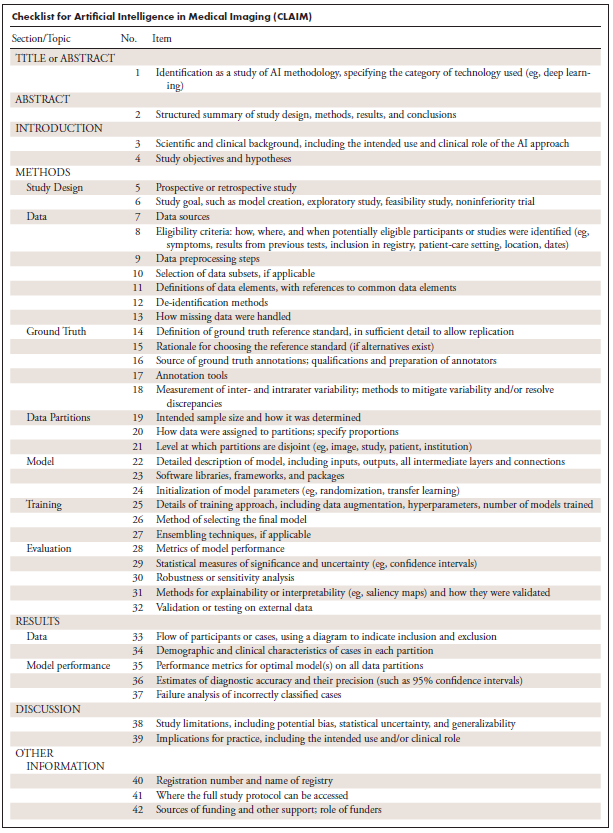 Checklist for Artificial Intelligence in Medical Imaging (CLAIM)
Section/Topic No. Item
TITLE or ABSTRACT
1 Identification as a study of AI methodology, specifying the category of technology used (eg, deep learn-
ing)
ABSTRACT
2 Structured summary of study design, methods, results, and conclusions
INTRODUCTION
3 Scientific and clinical background, including the intended use and clinical role of the AI approach
4 Study objectives and hypotheses
METHODS
Study Design 5 Prospective or retrospective study
6 Study goal, such as model creation, exploratory study, feasibility study, noninferiority trial
Data 7 Data sources
8 Eligibility criteria: how, where, and when potentially eligible participants or studies were identified (eg,
symptoms, results from previous tests, inclusion in registry, patient-care setting, location, dates)
9 Data preprocessing steps
10 Selection of data subsets, if applicable
11 Definitions of data elements, with references to common data elements
12 De-identification methods
13 How missing data were handled
Ground Truth 14 Definition of ground truth reference standard, in sufficient detail to allow replication
15 Rationale for choosing the reference standard (if alternatives exist)
16 Source of ground truth annotations; qualifications and preparation of annotators
17 Annotation tools
18 Measurement of inter- and intrarater variability; methods to mitigate variability and/or resolve
discrepancies
Data Partitions 19 Intended sample size and how it was determined
20 How data were assigned to partitions; specify proportions
21 Level at which partitions are disjoint (eg, image, study, patient, institution)
Model 22 Detailed description of model, including inputs, outputs, all intermediate layers and connections
23 Software libraries, frameworks, and packages
24 Initialization of model parameters (eg, randomization, transfer learning)
Training 25 Details of training approach, including data augmentation, hyperparameters, number of models trained
26 Method of selecting the final model
27 Ensembling techniques, if applicable
Evaluation 28 Metrics of model performance
29 Statistical measures of significance and uncertainty (eg, confidence intervals)
30 Robustness or sensitivity analysis
31 Methods for explainability or interpretability (eg, saliency maps) and how they were validated
32 Validation or testing on external data
RESULTS
Data 33 Flow of participants or cases, using a diagram to indicate inclusion and exclusion
34 Demographic and clinical characteristics of cases in each partition
Model performance 35 Performance metrics for optimal model(s) on all data partitions
36 Estimates of diagnostic accuracy and their precision (such as 95% confidence intervals)
37 Failure analysis of incorrectly classified cases
DISCUSSION
38 Study limitations, including potential bias, statistical uncertainty, and generalizability
39 Implications for practice, including the intended use and/or clinical role
OTHER
INFORMATION
40 Registration number and name of registry
41 Where the full study protocol can be accessed
42 Sources of funding and other support; role of funders